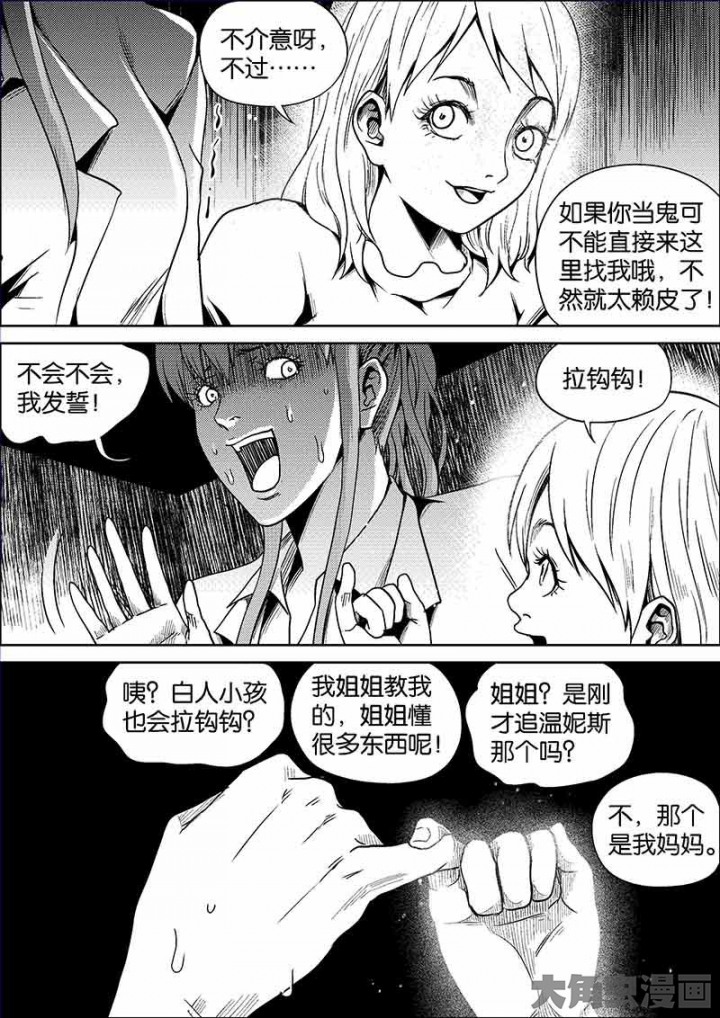 不介意呀，
不过……
如果你当鬼可
不能直接来这
里找我哦，不
然就太赖皮了！
不会不会，
我发誓！
拉钩钩！
咦？白人小孩
也会拉钩钩？
我姐姐教我
的，姐姐懂
很多东西呢！
姐姐？是刚
才追温妮斯
那个吗？
不，那个
是我妈妈。
大角虫漫画